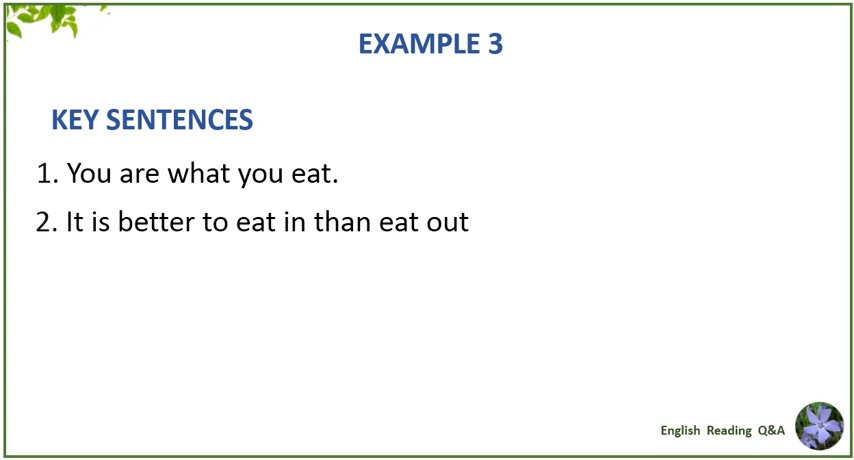 EXAMPLE 3
KEY SENTENCES
1. You are what you eat.
2. It is better to eat in than eat out
English Reading Q&A